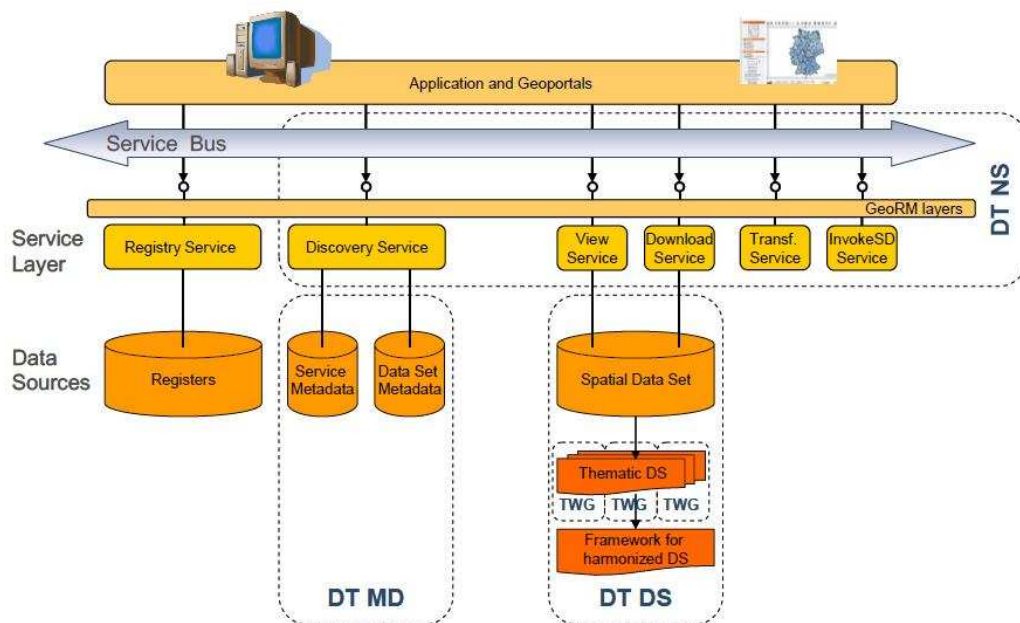 Application and Geoportals
Service Bus
DT NS
GeoRM layers
Service
Layer
Registry Service
Discovery Service
View
Service
Download
Service
Transf.
Service
InvokeSD
Service
Data
Sources
Registers
Service
Metadata
Data Set
Metadata
Spatial Data Set
Thematic DS
TWG
TWG
TWG
Framework for
harmonized DS
DT MD
DT DS